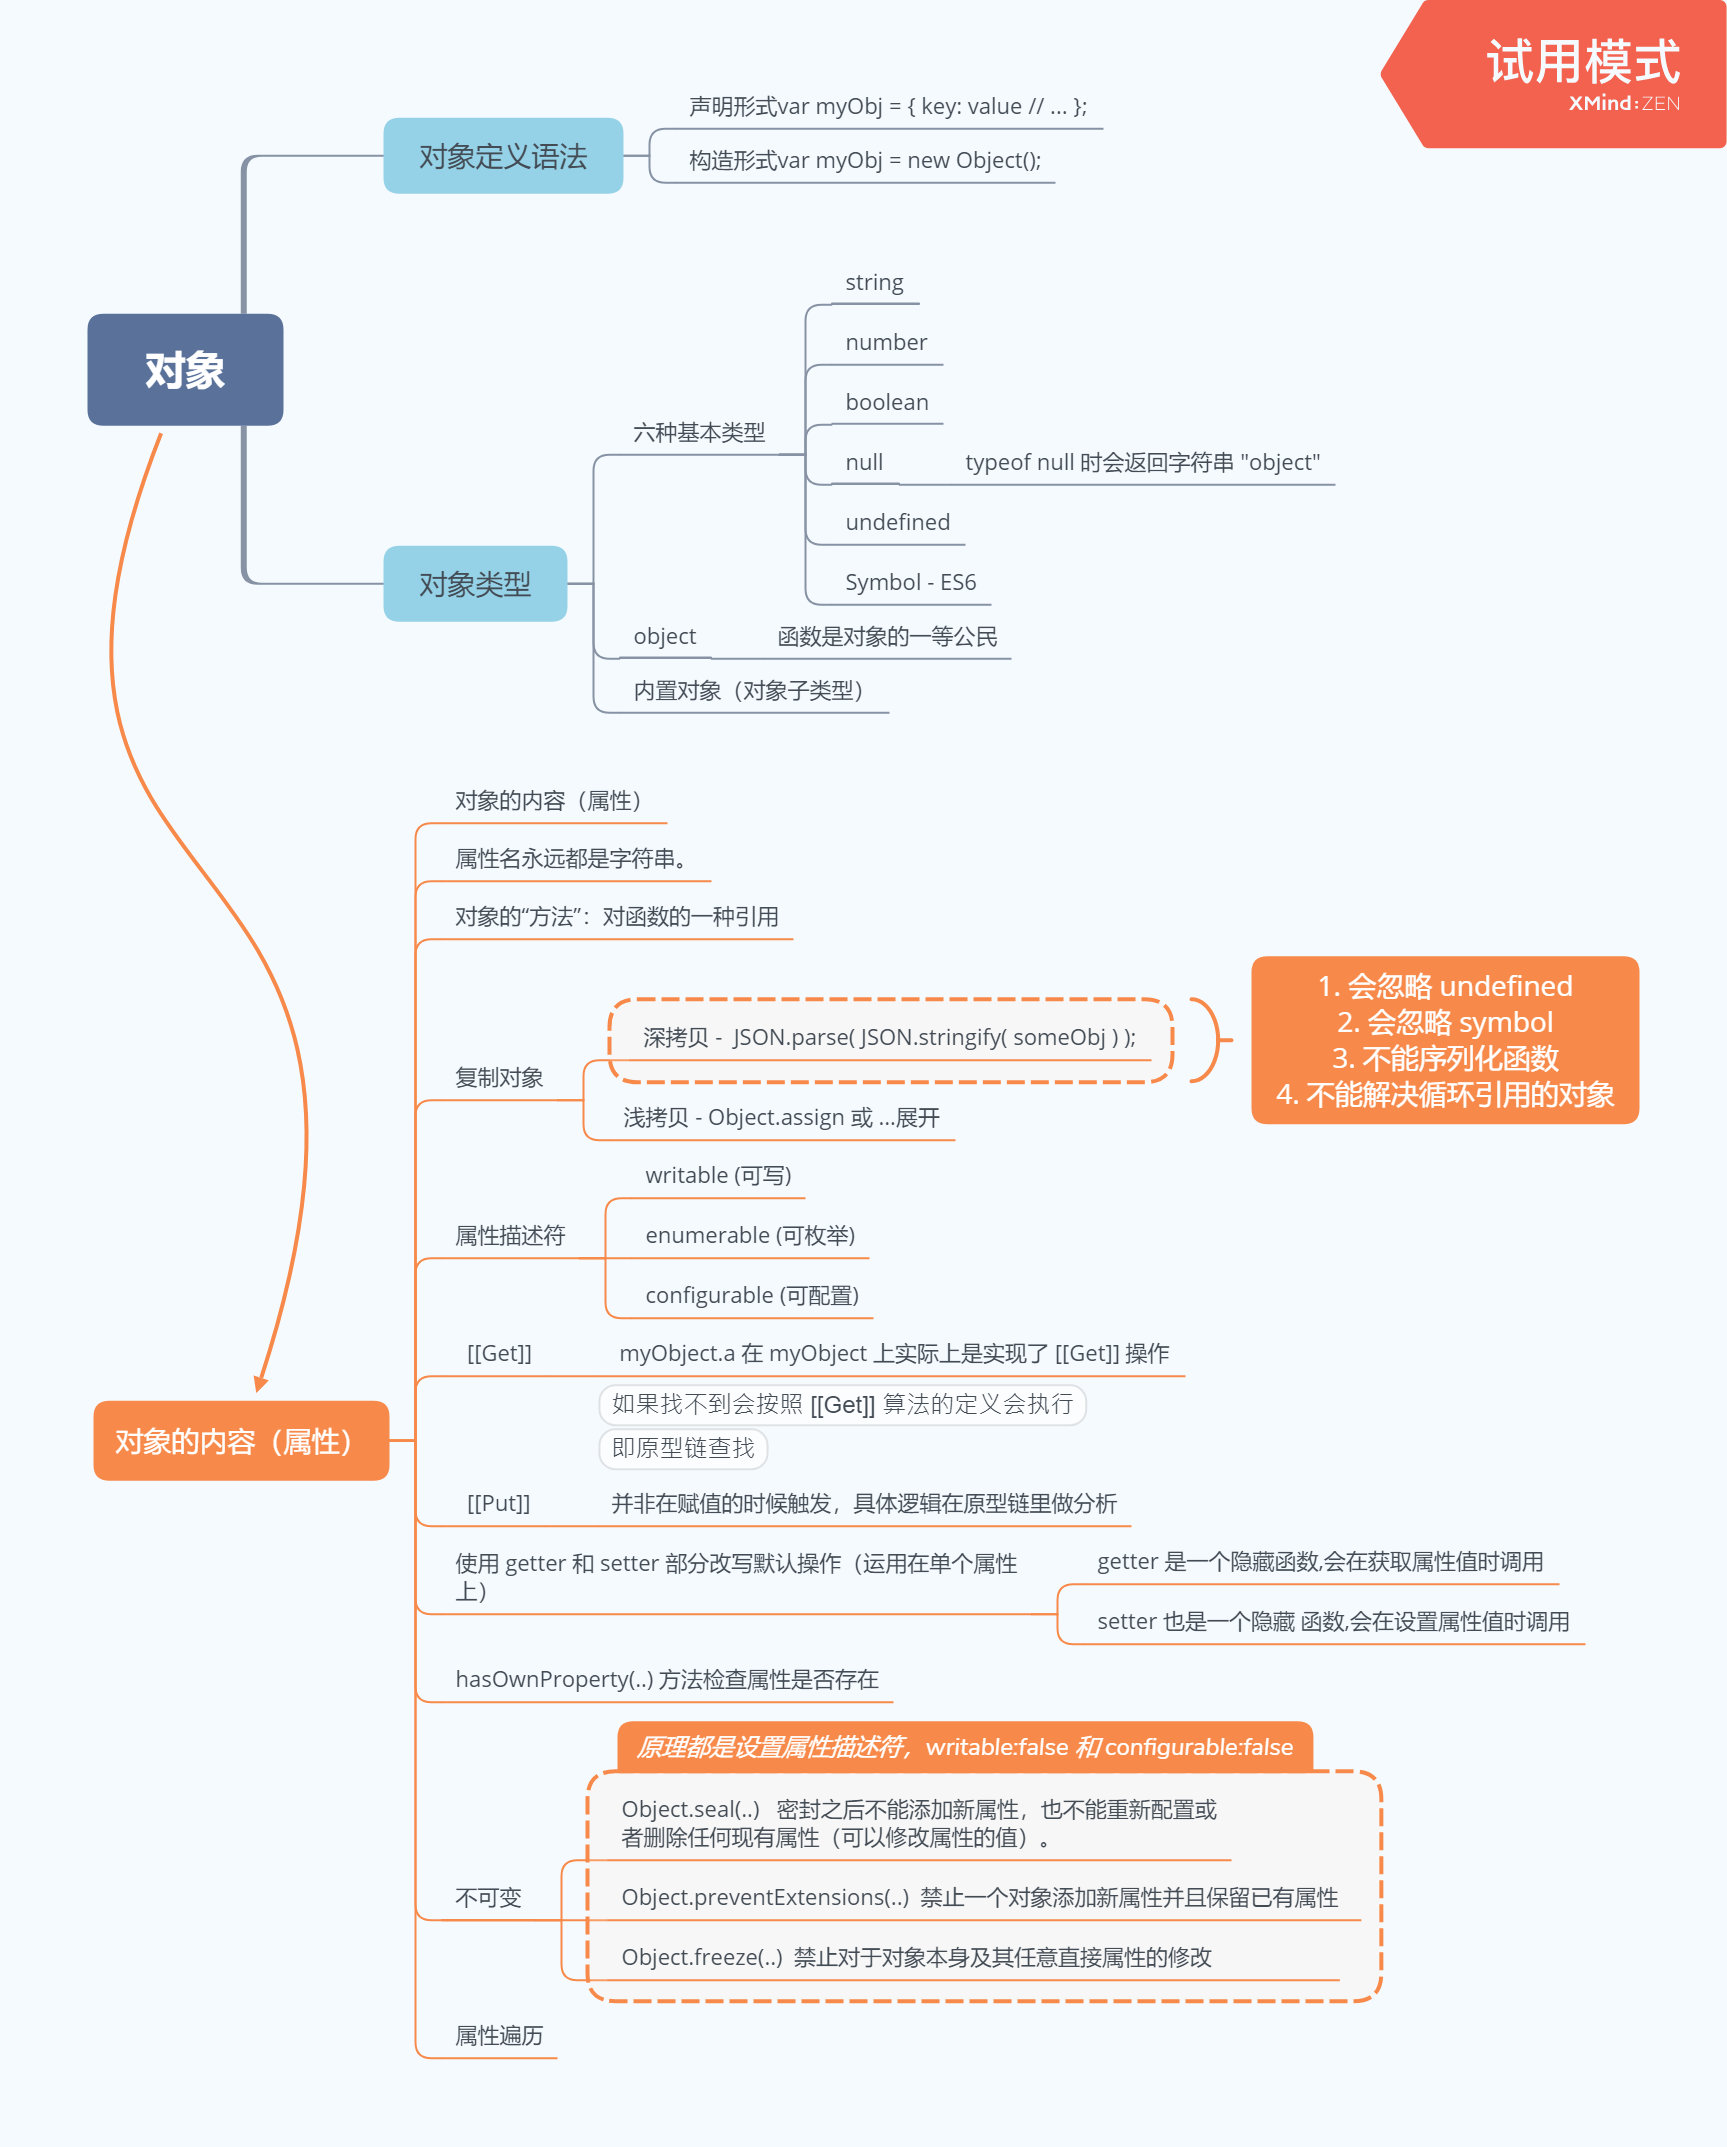 试用模式
XMind:ZEN
声明形式var myObj = { key: value // ... };
构造形式var myObj = new Object();
对象定义语法
对象
string
number
boolean
六种基本类型
null
typeof null 时会返回字符串 "object"
undefined
Symbol - ES6
对象类型
object
函数是对象的一等公民
内置对象（对象子类型）
对象的内容（属性）
属性名永远都是字符串。
对象的“方法”：对函数的一种引用
深拷贝 -  JSON.parse( JSON.stringify( someObj ) );
1. 会忽略 undefined
2. 会忽略 symbol
3. 不能序列化函数
4. 不能解决循环引用的对象
复制对象
浅拷贝 - Object.assign 或 ...展开
writable (可写)
属性描述符
enumerable (可枚举)
configurable (可配置)
[[Get]]
myObject.a 在 myObject 上实际上是实现了 [[Get]] 操作
如果找不到会按照 [[Get]] 算法的定义会执行
即原型链查找
对象的内容（属性）
[[Put]]
并非在赋值的时候触发，具体逻辑在原型链里做分析
使用 getter 和 setter 部分改写默认操作（运用在单个属性
上）
getter 是一个隐藏函数,会在获取属性值时调用
setter 也是一个隐藏 函数,会在设置属性值时调用
hasOwnProperty(..) 方法检查属性是否存在
原理都是设置属性描述符，writable:false 和 configurable:false
Object.seal(..)   密封之后不能添加新属性，也不能重新配置或
者删除任何现有属性（可以修改属性的值）。
不可变
Object.preventExtensions(..)  禁止一个对象添加新属性并且保留已有属性
Object.freeze(..)  禁止对于对象本身及其任意直接属性的修改
属性遍历